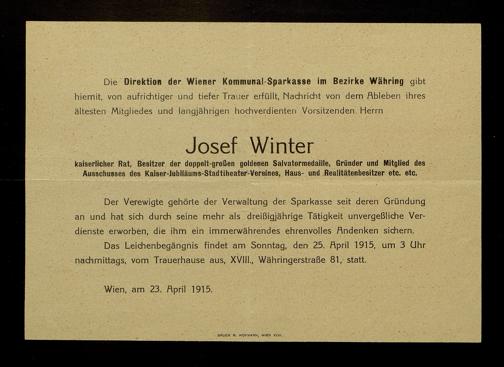 Die Direktion der Wiener Kommunal-Sparkasse im Bezirke Währing gibt
hiemit, von aufrichtiger und tiefer Trauer erfüllt, Nachricht von dem Ableben ihres
ältesten Mitgliedes und langjährigen hochverdienten Vorsitzenden Herrn
Josef Winter
kaiserlicher Rat, Besitzer der doppelt-großen goldenen Salvatormedaille, Gründer und Mitglied des
Ausschusses des Kaiser-Jubiläums-Stadttheater-Vereines, Haus- und Realitätenbesitzer etc. etc.
Der Verewigte gehörte der Verwaltung der Sparkasse seit deren Gründung
an und hat sich durch seine mehr als dreißigjährige Tätigkeit unvergeßliche Ver-
dienste erworben, die ihm ein immerwährendes ehrenvolles Andenken sichern.
Das Leichenbegängnis findet am Sonntag, den 25. April 1915, um 3 Uhr
nachmittags, vom Trauerhause aus, XVIII., Währingerstraße 81, statt.
Wien, am 23. April 1915.
DRUCK R. HOFMANN, WIEN XVIII.